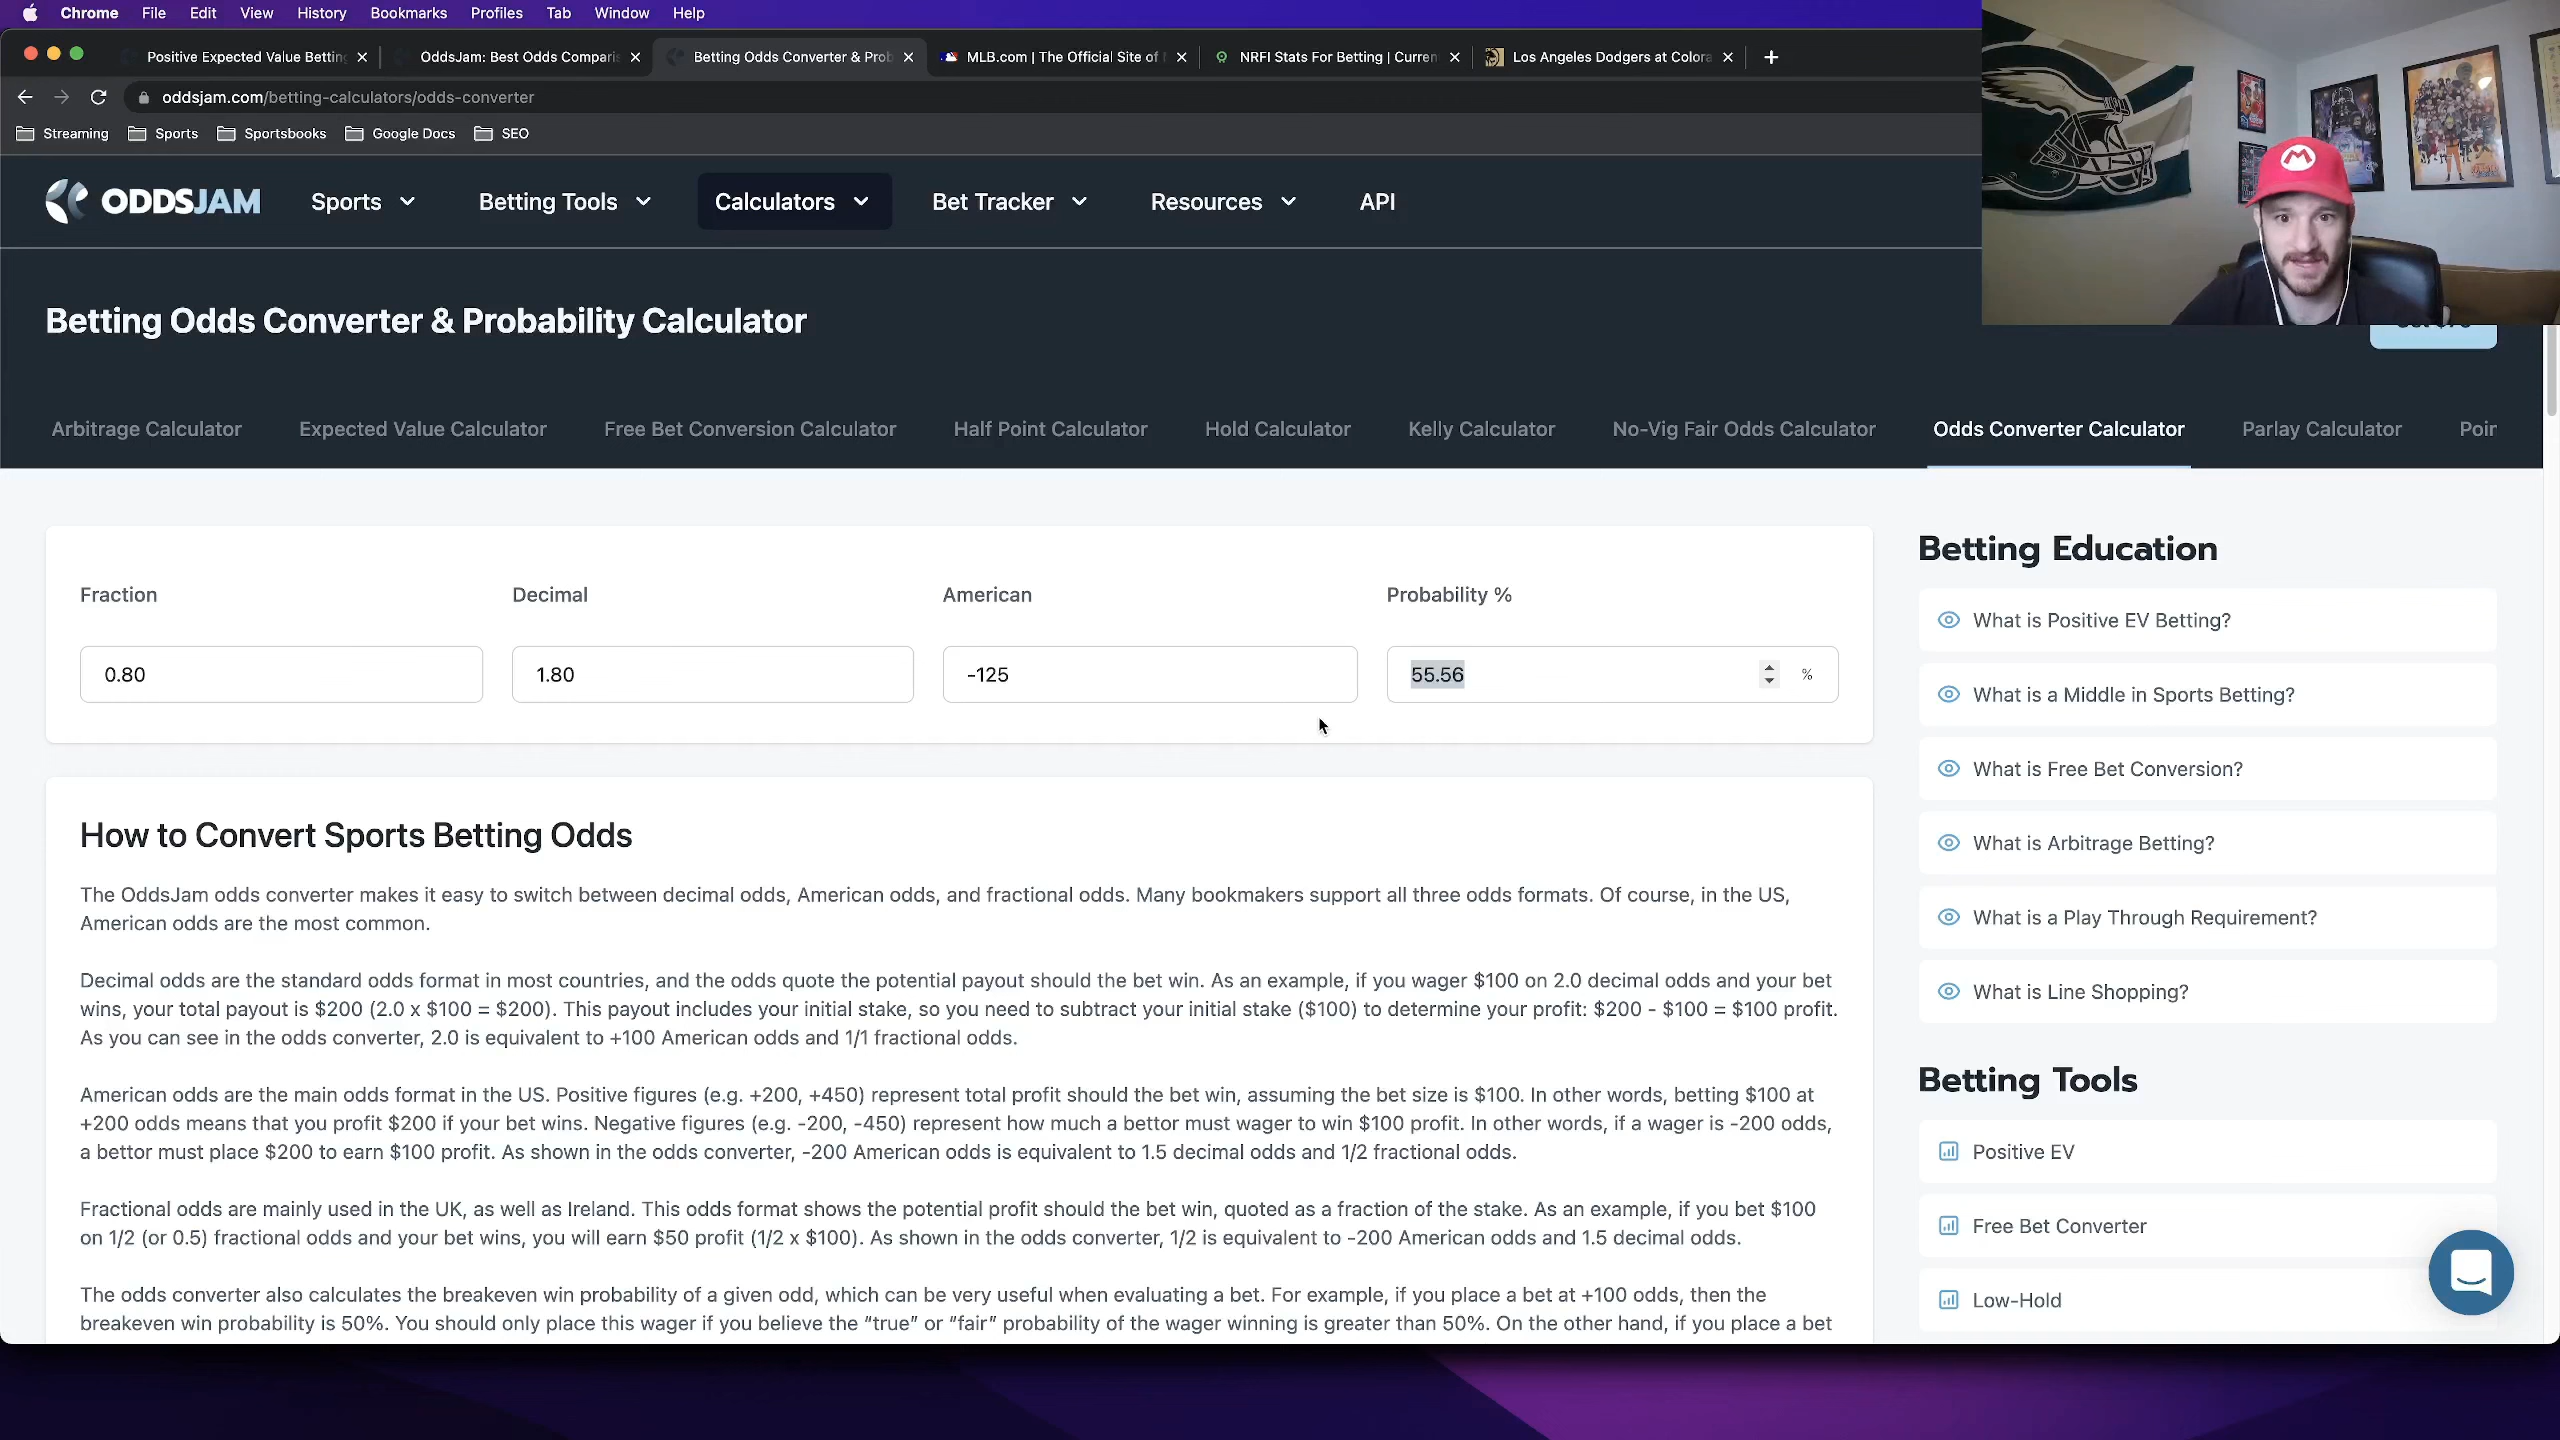 Chrome File Edit View History Bookmarks Profiles Tab Window Help
Positive Expected Value Betting
OddsJam: Best Odds Comparis
Betting Odds Converter & Prob
MLB.com | The Official Site of
NRFI Stats For Betting | Curren
Los Angeles Dodgers at Colora
oddsjam.com/betting-calculators/odds-converter
Streaming Sports Sportsbooks Google Docs SEO
ODDSJAM Sports Betting Tools Calculators Bet Tracker Resources API
Betting Odds Converter & Probability Calculator
Arbitrage Calculator Expected Value Calculator Free Bet Conversion Calculator Half Point Calculator Hold Calculator Kelly Calculator No-Vig Fair Odds Calculator Odds Converter Calculator Parlay Calculator Poir
Fraction Decimal American Probability %
0.80 1.80 -125 55.56 %
How to Convert Sports Betting Odds
The OddsJam odds converter makes it easy to switch between decimal odds, American odds, and fractional odds. Many bookmakers support all three odds formats. Of course, in the US,
American odds are the most common.
Decimal odds are the standard odds format in most countries, and the odds quote the potential payout should the bet win. As an example, if you wager $100 on 2.0 decimal odds and your bet
wins, your total payout is $200 (2.0 x $100 = $200). This payout includes your initial stake, so you need to subtract your initial stake ($100) to determine your profit: $200 - $100 = $100 profit.
As you can see in the odds converter, 2.0 is equivalent to +100 American odds and 1/1 fractional odds.
American odds are the main odds format in the US. Positive figures (e.g. +200, +450) represent total profit should the bet win, assuming the bet size is $100. In other words, betting $100 at
+200 odds means that you profit $200 if your bet wins. Negative figures (e.g. -200, -450) represent how much a bettor must wager to win $100 profit. In other words, if a wager is -200 odds,
a bettor must place $200 to earn $100 profit. As shown in the odds converter, -200 American odds is equivalent to 1.5 decimal odds and 1/2 fractional odds.
Fractional odds are mainly used in the UK, as well as Ireland. This odds format shows the potential profit should the bet win, quoted as a fraction of the stake. As an example, if you bet $100
on 1/2 (or 0.5) fractional odds and your bet wins, you will earn $50 profit (1/2 x $100). As shown in the odds converter, 1/2 is equivalent to -200 American odds and 1.5 decimal odds.
The odds converter also calculates the breakeven win probability of a given odd, which can be very useful when evaluating a bet. For example, if you place a bet at +100 odds, then the
breakeven win probability is 50%. You should only place this wager if you believe the “true” or “fair” probability of the wager winning is greater than 50%. On the other hand, if you place a bet
Betting Education
What is Positive EV Betting?
What is a Middle in Sports Betting?
What is Free Bet Conversion?
What is Arbitrage Betting?
What is a Play Through Requirement?
What is Line Shopping?
Betting Tools
Positive EV
Free Bet Converter
Low-Hold
M